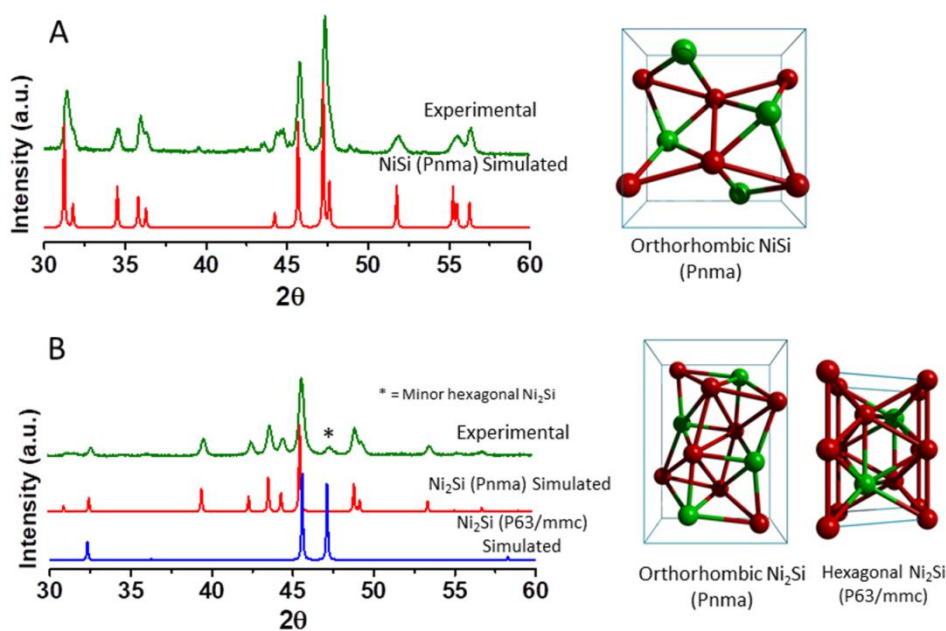 A
Intensity (a.u.)
Experimental
NiSi (Pnma) Simulated
30 35 40 45 50 55 60
2θ
Orthorhombic NiSi
(Pnma)
B
Intensity (a.u.)
* = Minor hexagonal Ni₂Si
*
Experimental
Ni₂Si (Pnma) Simulated
Ni₂Si (P63/mmc)
Simulated
30 35 40 45 50 55 60
2θ
Orthorhombic Ni₂Si
(Pnma)
Hexagonal Ni₂Si
(P63/mmc)